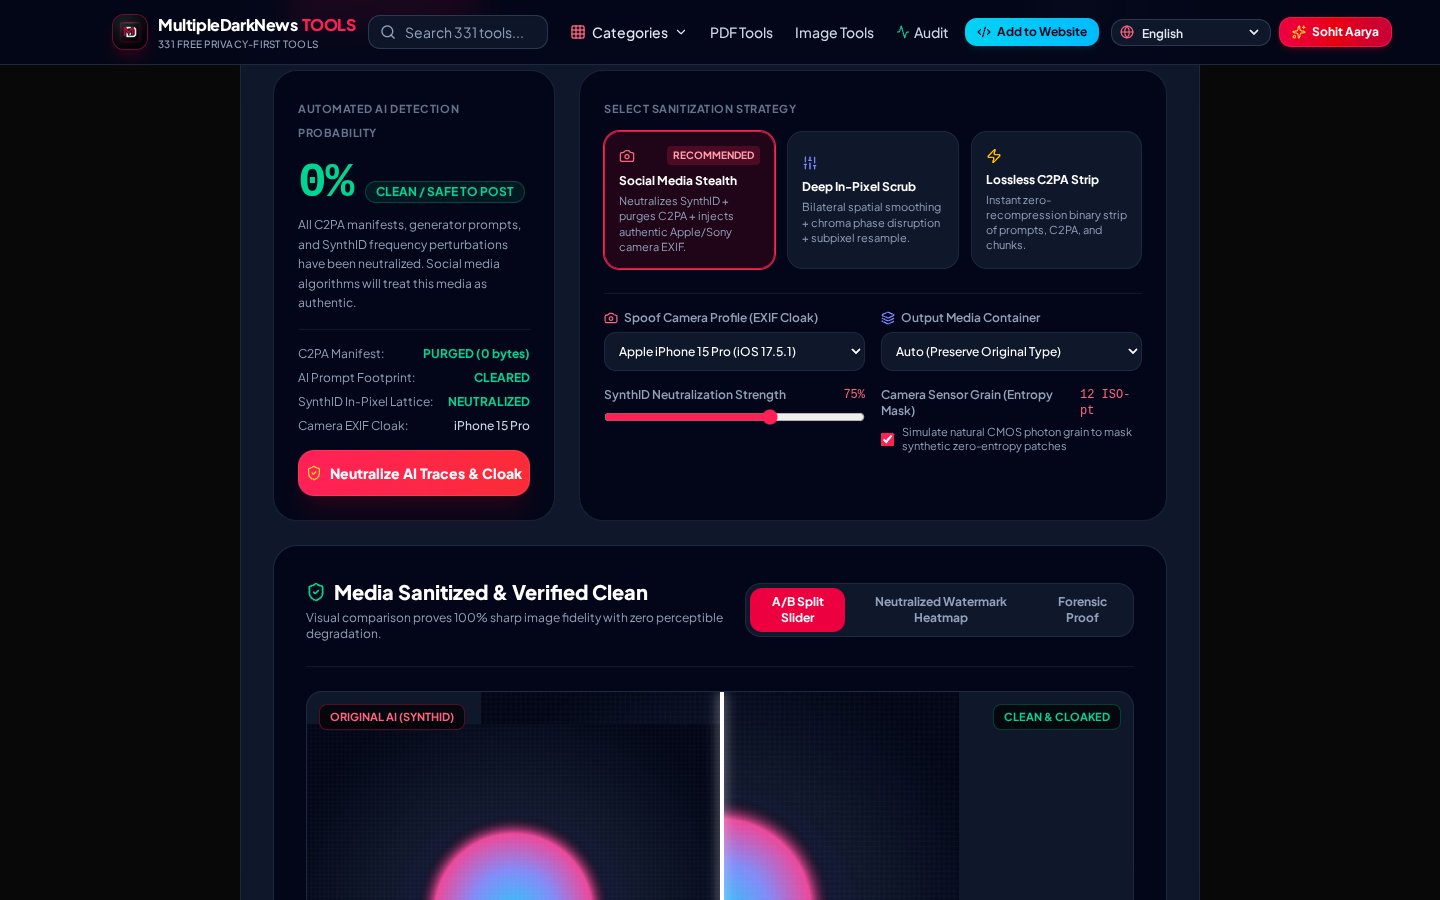 MultipleDarkNews TOOLS
331 FREE PRIVACY-FIRST TOOLS
Search 331 tools...
Categories
PDF Tools
Image Tools
Audit
Add to Website
English
Sohit Aarya
AUTOMATED AI DETECTION
PROBABILITY
0%
CLEAN / SAFE TO POST
All C2PA manifests, generator prompts,
and SynthID frequency perturbations
have been neutralized. Social media
algorithms will treat this media as
authentic.
C2PA Manifest: PURGED (0 bytes)
AI Prompt Footprint: CLEARED
SynthID In-Pixel Lattice: NEUTRALIZED
Camera EXIF Cloak: iPhone 15 Pro
Neutralize AI Traces & Cloak
SELECT SANITIZATION STRATEGY
RECOMMENDED
Social Media Stealth
Neutralizes SynthID +
purges C2PA + injects
authentic Apple/Sony
camera EXIF.
Deep In-Pixel Scrub
Bilateral spatial smoothing
+ chroma phase disruption
+ subpixel resample.
Lossless C2PA Strip
Instant zero-
recompression binary strip
of prompts, C2PA, and
chunks.
Spoof Camera Profile (EXIF Cloak)
Apple iPhone 15 Pro (iOS 17.5.1)
Output Media Container
Auto (Preserve Original Type)
SynthID Neutralization Strength 75%
Camera Sensor Grain (Entropy
Mask)
12 ISO-
pt
Simulate natural CMOS photon grain to mask
synthetic zero-entropy patches
Media Sanitized & Verified Clean
Visual comparison proves 100% sharp image fidelity with zero perceptible
degradation.
A/B Split
Slider
Neutralized Watermark
Heatmap
Forensic
Proof
ORIGINAL AI (SYNTHID)
CLEAN & CLOAKED